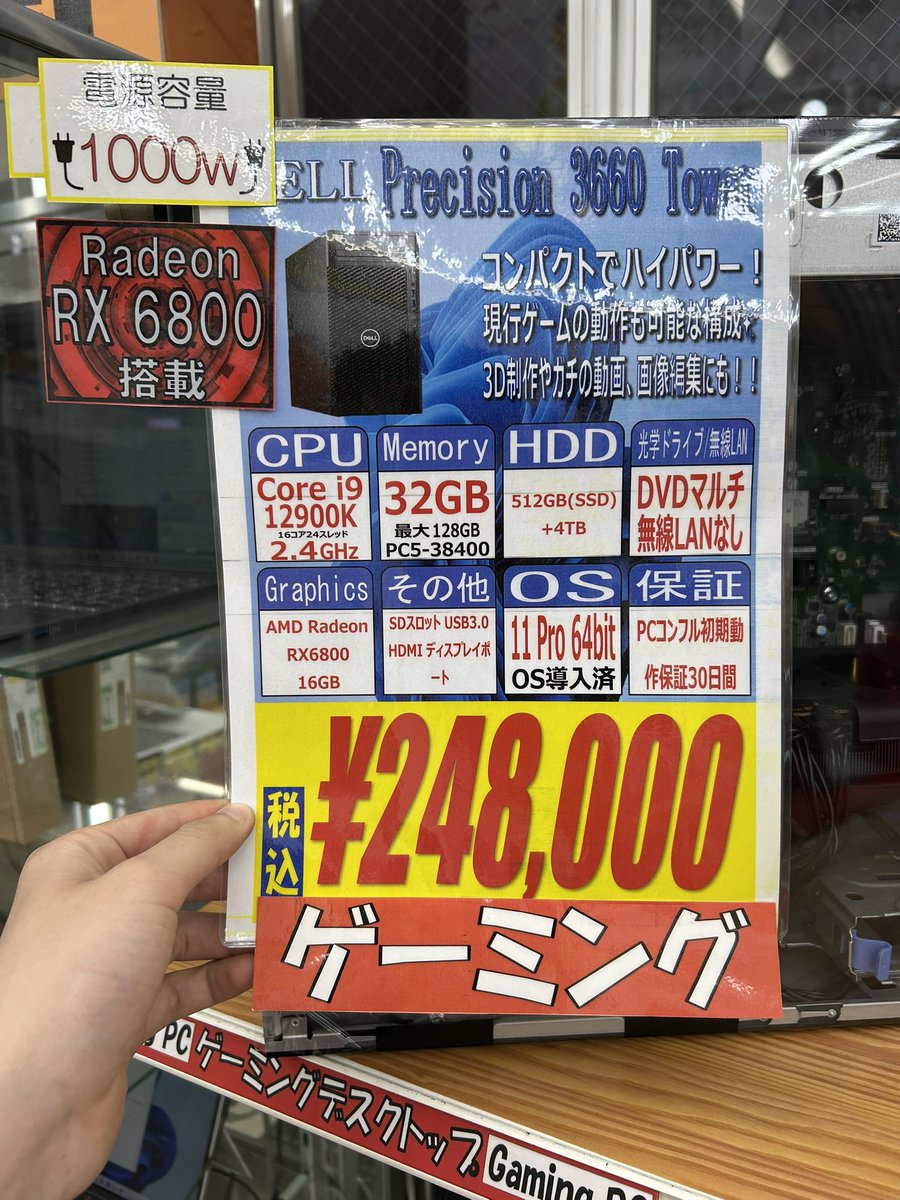 電源容量
1000w
Radeon
RX 6800
搭載
ELL Precision 3660 Tow
コンパクトでハイパワー！
現行ゲームの動作も可能な構成☆
3D制作やガチの動画、画像編集にも！！
CPU
Core i9
12900K
16コア24スレッド
2.4GHz
Memory
32GB
最大128GB
PC5-38400
HDD
512GB(SSD)
+4TB
光学ドライブ/無線LAN
DVDマルチ
無線LANなし
Graphics
AMD Radeon
RX6800
16GB
その他
SDスロット USB3.0
HDMI ディスプレイポ
ート
OS
11 Pro 64bit
OS導入済
保証
PCコンフル初期動
作保証30日間
税込
¥248,000
ゲーミング
PC ゲーミングデスクトップ Gaming PC
DELL